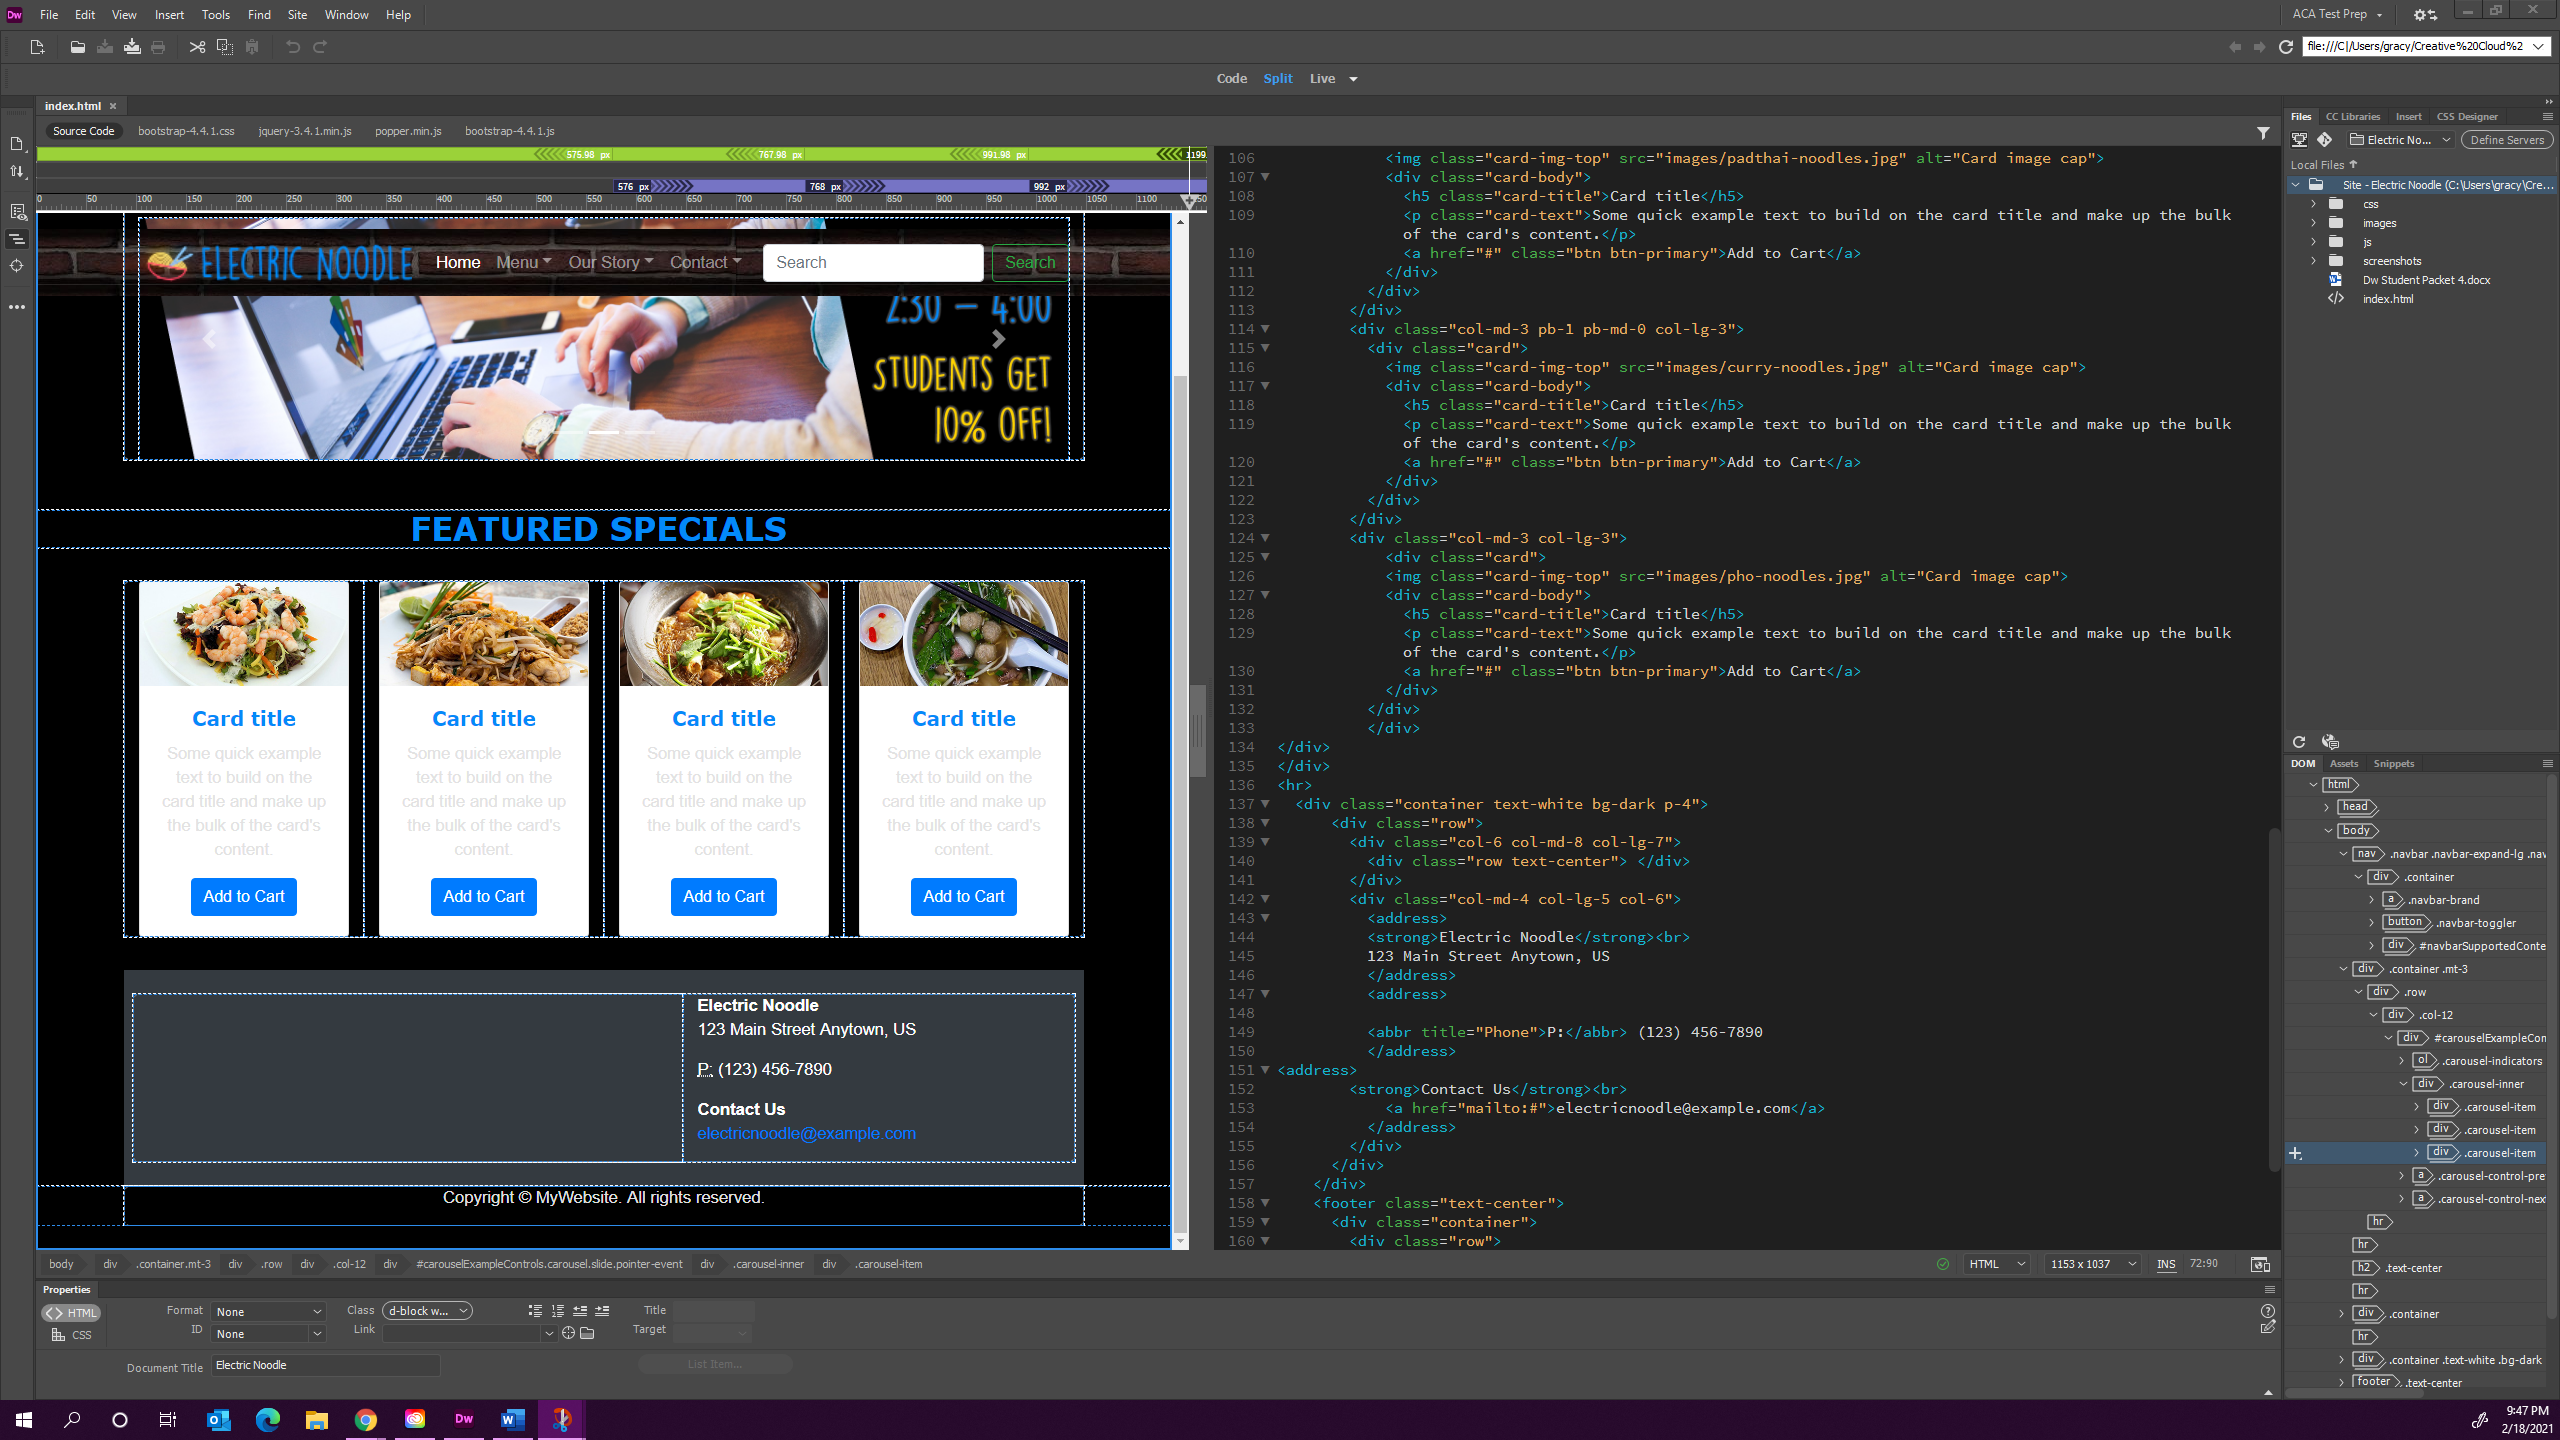 Dw File Edit View Insert Format Tools Find Site Window Help
ACA Test Prep
file:///C|/Users/gracy/Creative%20Cloud%2
Code Split Live
index.html
Source Code bootstrap-4.4.1.css jquery-3.4.1.min.js popper.min.js bootstrap-4.4.1.js
575.98 px 767.98 px 991.98 px 1199.
576 px 768 px 992 px
0 50 100 150 200 250 300 350 400 450 500 550 600 650 700 750 800 850 900 950 1000 1050 1100
ELECTRIC NOODLE Home Menu Our Story Contact Search Search
2:30 – 4:00
STUDENTS GET
10% OFF!
FEATURED SPECIALS
Card title Card title Card title Card title
Some quick example Some quick example Some quick example Some quick example
text to build on the text to build on the text to build on the text to build on the
card title and make up card title and make up card title and make up card title and make up
the bulk of the card's the bulk of the card's the bulk of the card's the bulk of the card's
content. content. content. content.
Add to Cart Add to Cart Add to Cart Add to Cart
Electric Noodle
123 Main Street Anytown, US
P: (123) 456-7890
Contact Us
electricnoodle@example.com
Copyright © MyWebsite. All rights reserved.
106 <img class="card-img-top" src="images/padthai-noodles.jpg" alt="Card image cap">
107 <div class="card-body">
108 <h5 class="card-title">Card title</h5>
109 <p class="card-text">Some quick example text to build on the card title and make up the bulk
of the card's content.</p>
110 <a href="#" class="btn btn-primary">Add to Cart</a>
111 </div>
112 </div>
113 </div>
114 <div class="col-md-3 pb-1 pb-md-0 col-lg-3">
115 <div class="card">
116 <img class="card-img-top" src="images/curry-noodles.jpg" alt="Card image cap">
117 <div class="card-body">
118 <h5 class="card-title">Card title</h5>
119 <p class="card-text">Some quick example text to build on the card title and make up the bulk
of the card's content.</p>
120 <a href="#" class="btn btn-primary">Add to Cart</a>
121 </div>
122 </div>
123 </div>
124 <div class="col-md-3 col-lg-3">
125 <div class="card">
126 <img class="card-img-top" src="images/pho-noodles.jpg" alt="Card image cap">
127 <div class="card-body">
128 <h5 class="card-title">Card title</h5>
129 <p class="card-text">Some quick example text to build on the card title and make up the bulk
of the card's content.</p>
130 <a href="#" class="btn btn-primary">Add to Cart</a>
131 </div>
132 </div>
133 </div>
134 </div>
135 </div>
136 <hr>
137 <div class="container text-white bg-dark p-4">
138 <div class="row">
139 <div class="col-6 col-md-8 col-lg-7">
140 <div class="row text-center"> </div>
141 </div>
142 <div class="col-md-4 col-lg-5 col-6">
143 <address>
144 <strong>Electric Noodle</strong><br>
145 123 Main Street Anytown, US
146 </address>
147 <address>
148
149 <abbr title="Phone">P:</abbr> (123) 456-7890
150 </address>
151 <address>
152 <strong>Contact Us</strong><br>
153 <a href="mailto:#">electricnoodle@example.com</a>
154 </address>
155 </div>
156 </div>
157 </div>
158 <footer class="text-center">
159 <div class="container">
160 <div class="row">
Files CC Libraries Insert CSS Designer
Electric No... Define Servers
Local Files
Site - Electric Noodle (C:\Users\gracy\Cre...
css
images
js
screenshots
Dw Student Packet 4.docx
index.html
DOM Assets Snippets
html
head
body
nav .navbar .navbar-expand-lg .nav
div .container
a .navbar-brand
button .navbar-toggler
div #navbarSupportedConte
div .container .mt-3
div .row
div .col-12
div #carouselExampleCon
ol .carousel-indicators
div .carousel-inner
div .carousel-item
div .carousel-item
div .carousel-item
a .carousel-control-pre
a .carousel-control-nex
hr
hr
h2 .text-center
hr
div .container
hr
div .container .text-white .bg-dark
footer .text-center
body div .container.mt-3 div .row div .col-12 div #carouselExampleControls.carousel.slide.pointer-event div .carousel-inner div .carousel-item
HTML 1153 x 1037 INS 72:90
Properties
HTML Format None Class d-block w... Title
CSS ID None Link Target
Document Title Electric Noodle List Item...
9:47 PM
2/18/2021